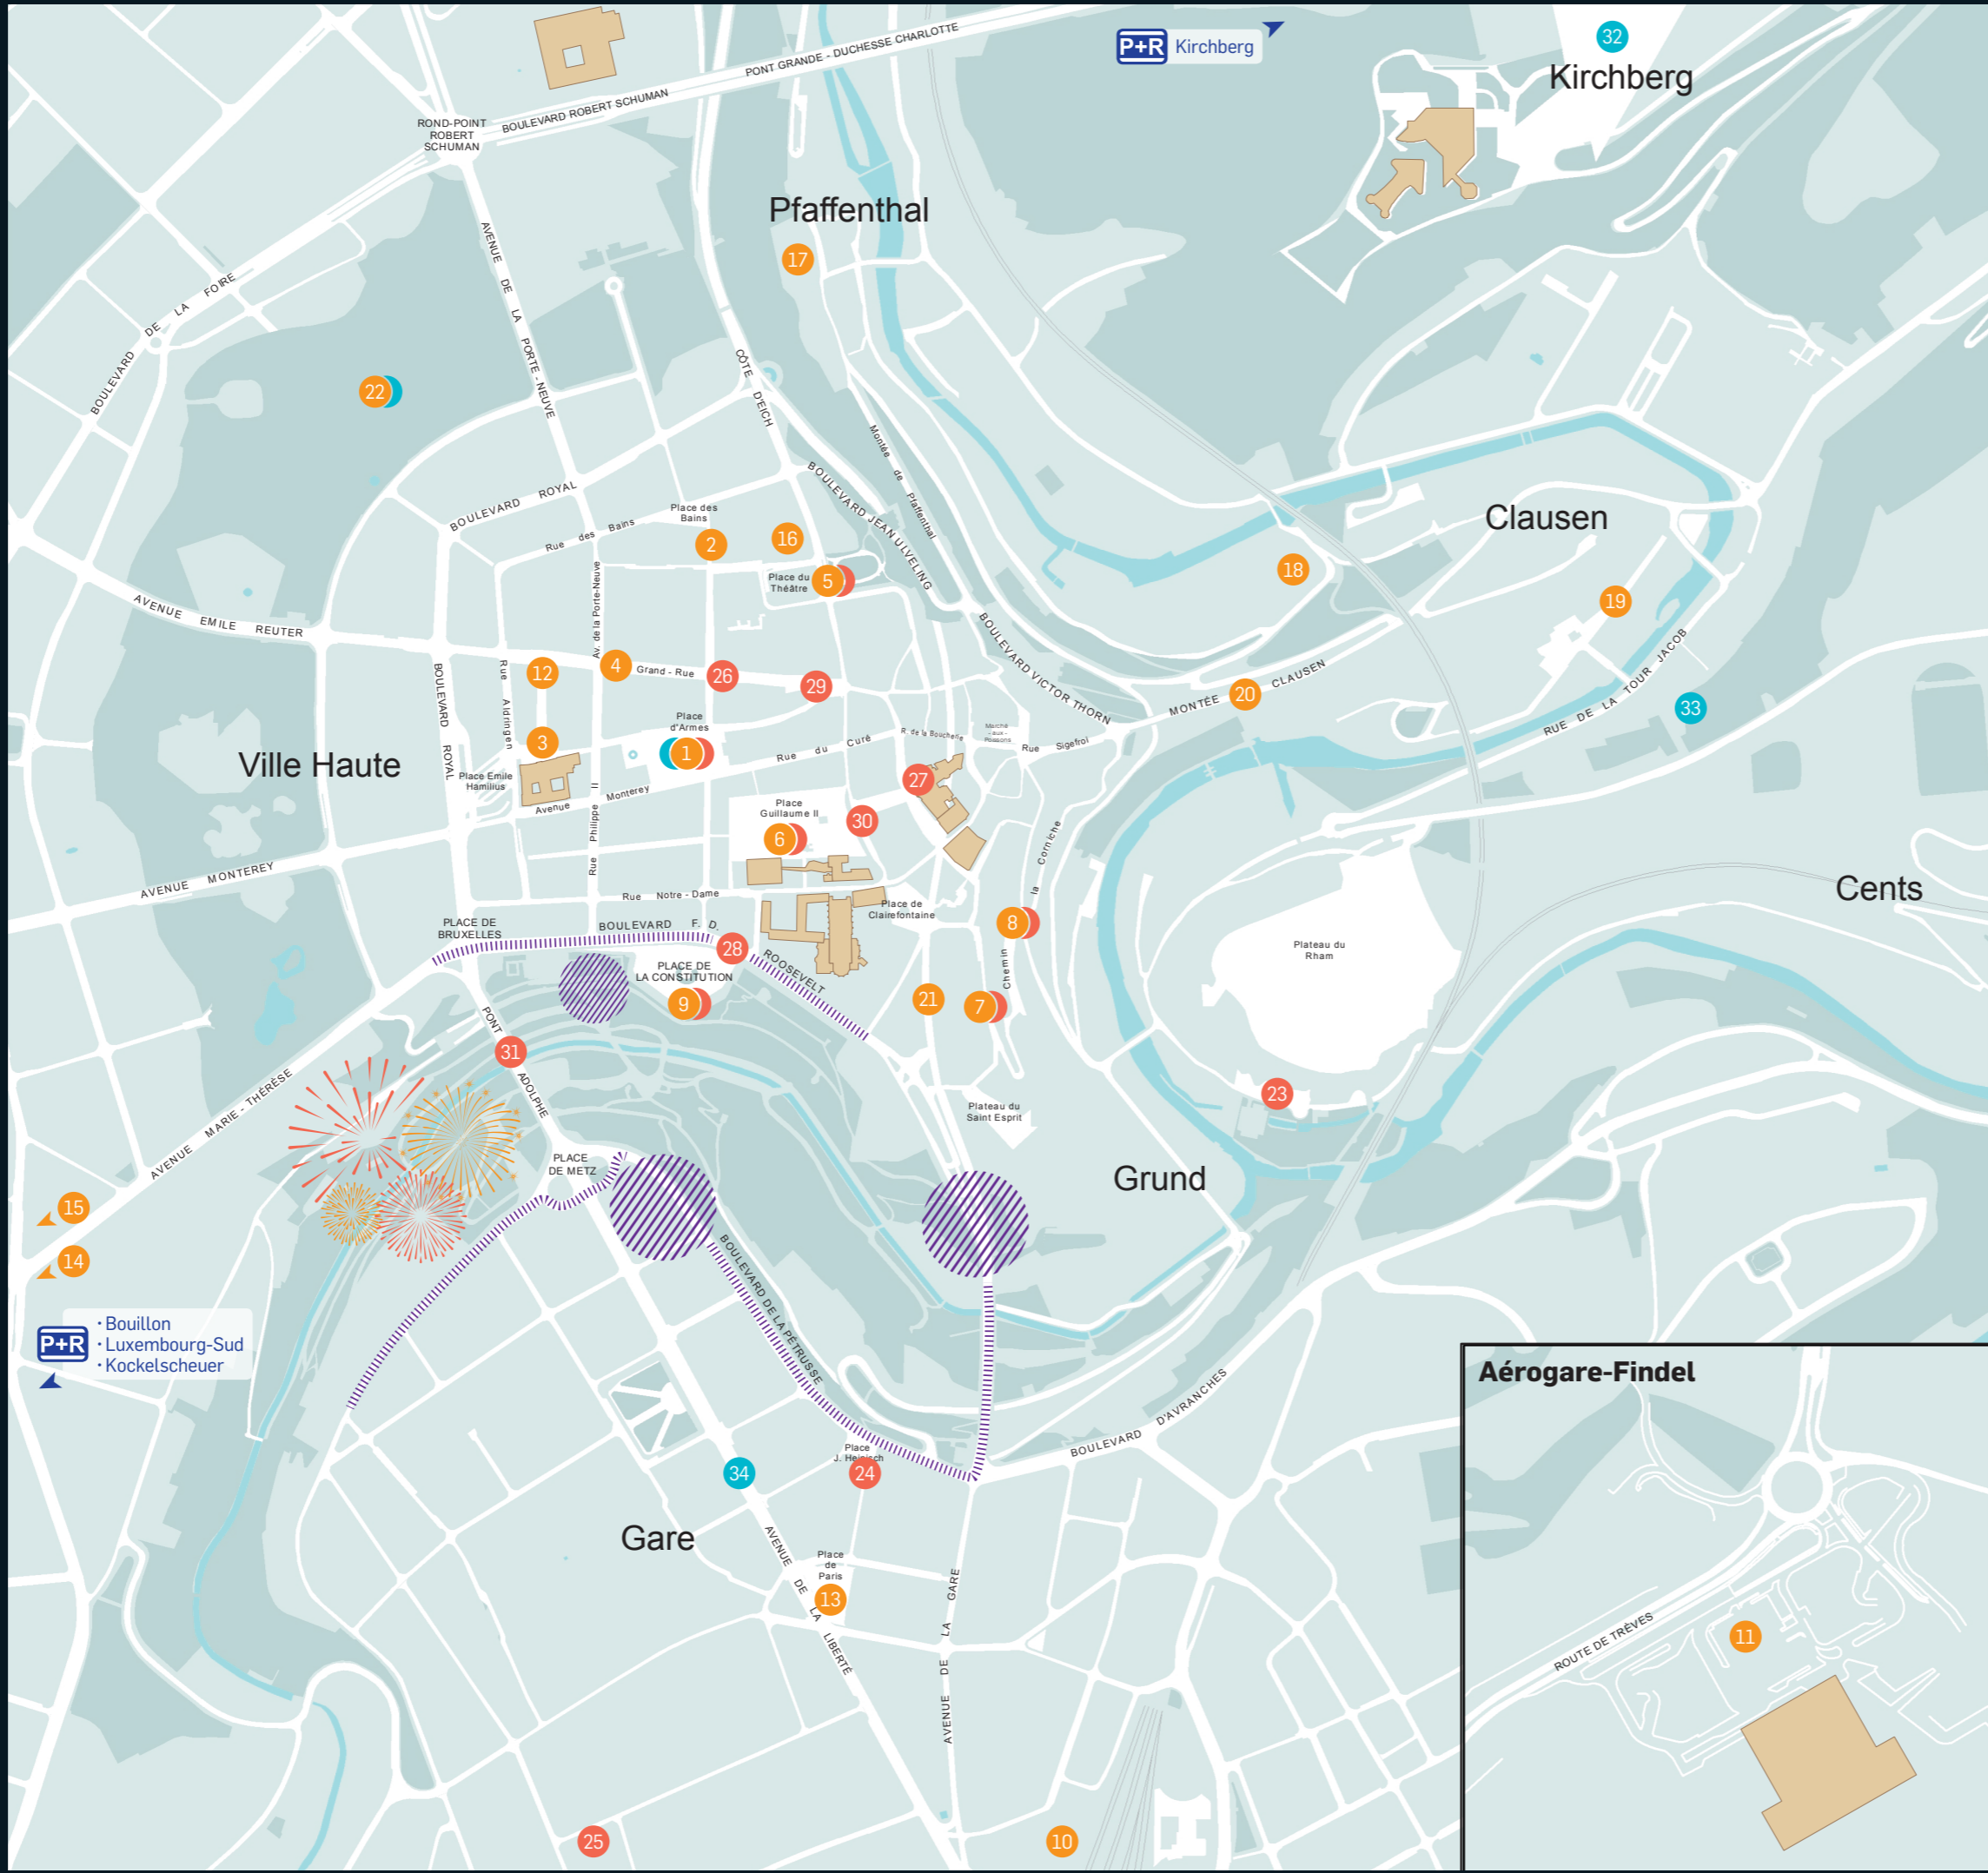 P+R Kirchberg
32
Kirchberg
PONT GRANDE - DUCHESSE CHARLOTTE
BOULEVARD ROBERT SCHUMAN
ROND-POINT
ROBERT
SCHUMAN
Pfaffenthal
17
AVENUE DE LA PORTE - NEUVE
BOULEVARD DE LA FOIRE
22
CÔTE D'EICH
Montée de Pfaffenthal
BOULEVARD JEAN ULVELING
BOULEVARD ROYAL
Rue des Bains
Place des
Bains
2
16
Place du
Théâtre
5
Clausen
18
19
AVENUE EMILE REUTER
Av. de la Porte-Neuve
BOULEVARD VICTOR THORN
12
4
Grand - Rue
26
29
MONTÉE CLAUSEN
20
RUE DE LA TOUR JACOB
33
BOULEVARD ROYAL
Rue Aldringen
3
Place
d'Armes
1
Rue du Curé
R. de la Boucherie
Marché
- aux -
Poissons
Rue Sigefroi
Ville Haute
Place Emile
Hamilius
Avenue Monterey
Rue Philippe II
27
Place
Guillaume II
6
30
la Corniche
Chemin
AVENUE MONTEREY
Rue Notre - Dame
Place de
Clairefontaine
8
Cents
PLACE DE
BRUXELLES
BOULEVARD F. D.
ROOSEVELT
28
PLACE DE
LA CONSTITUTION
9
21
7
Plateau du
Rham
PONT ADOLPHE
31
23
AVENUE MARIE - THÉRÈSE
Plateau du
Saint Esprit
PLACE
DE METZ
Grund
15
14
P+R
· Bouillon
· Luxembourg-Sud
· Kockelscheuer
BOULEVARD DE LA PÉTRUSSE
BOULEVARD D'AVRANCHES
Aérogare-Findel
Place
J. Heinisch
24
34
Gare
AVENUE DE LA LIBERTÉ
Place
de
Paris
13
AVENUE DE LA GARE
ROUTE DE TRÈVES
11
25
10